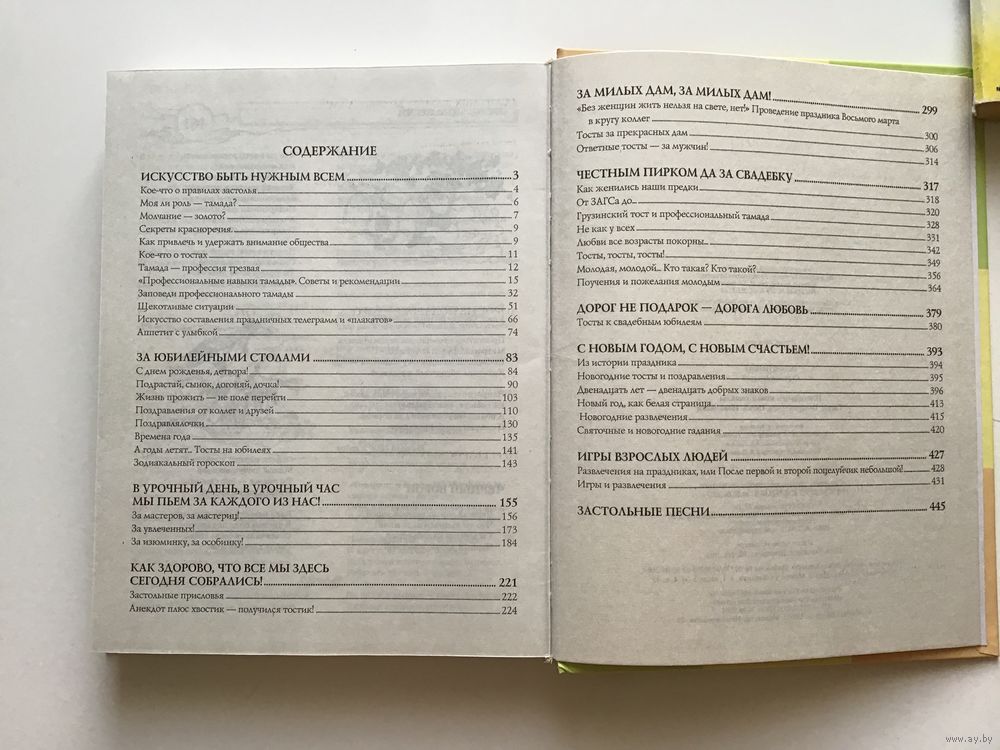 СОДЕРЖАНИЕ
ИСКУССТВО БЫТЬ НУЖНЫМ ВСЕМ 3
Кое-что о правилах застолья 4
Моя ли роль — тамада? 6
Молчание — золото? 7
Секреты красноречия. 9
Как привлечь и удержать внимание общества 9
Кое-что о тостах 11
Тамада — профессия трезвая 12
«Профессиональные навыки тамады». Советы и рекомендации 15
Заповеди профессионального тамады 32
Щекотливые ситуации 51
Искусство составления праздничных телеграмм и «плакатов» 66
Аппетит с улыбкой 74
ЗА ЮБИЛЕЙНЫМИ СТОЛАМИ 83
С днем рожденья, детвора! 84
Подрастай, сынок, догоняй, дочка! 90
Жизнь прожить — не поле перейти 103
Поздравления от коллег и друзей 110
Поздравлялочки 130
Времена года 135
А годы летят.. Тосты на юбилеях 141
Зодиакальный гороскоп 143
В УРОЧНЫЙ ДЕНЬ, В УРОЧНЫЙ ЧАС
МЫ ПЬЕМ ЗА КАЖДОГО ИЗ НАС! 155
За мастеров, за мастериц! 156
За увлеченных! 173
За изюминку, за особинку! 184
КАК ЗДОРОВО, ЧТО ВСЕ МЫ ЗДЕСЬ
СЕГОДНЯ СОБРАЛИСЬ! 221
Застольные присловья 222
Анекдот плюс хвостик — получился тостик! 224
ЗА МИЛЫХ ДАМ, ЗА МИЛЫХ ДАМ! 299
«Без женщин жить нельзя на свете, нет!» Проведение праздника Восьмого марта
в кругу коллег 300
Тосты за прекрасных дам 306
Ответные тосты — за мужчин! 314
ЧЕСТНЫМ ПИРКОМ ДА ЗА СВАДЕБКУ 317
Как женились наши предки 318
От ЗАГСа до.. 320
Грузинский тост и профессиональный тамада 328
Не как у всех 331
Любви все возрасты покорны.. 342
Тосты, тосты, тосты! 349
Молодая, молодой.. Кто такая? Кто такой? 356
Поучения и пожелания молодым 364
ДОРОГ НЕ ПОДАРОК — ДОРОГА ЛЮБОВЬ 379
Тосты к свадебным юбилеям 380
С НОВЫМ ГОДОМ, С НОВЫМ СЧАСТЬЕМ! 393
Из истории праздника 394
Новогодние тосты и поздравления 395
Двенадцать лет — двенадцать добрых знаков 396
Новый год, как белая страница.. 413
Новогодние развлечения 415
Святочные и новогодние гадания 420
ИГРЫ ВЗРОСЛЫХ ЛЮДЕЙ 427
Развлечения на праздниках, или После первой и второй поцелуйчик небольшой! 428
Игры и развлечения 431
ЗАСТОЛЬНЫЕ ПЕСНИ 445
www.ay.by